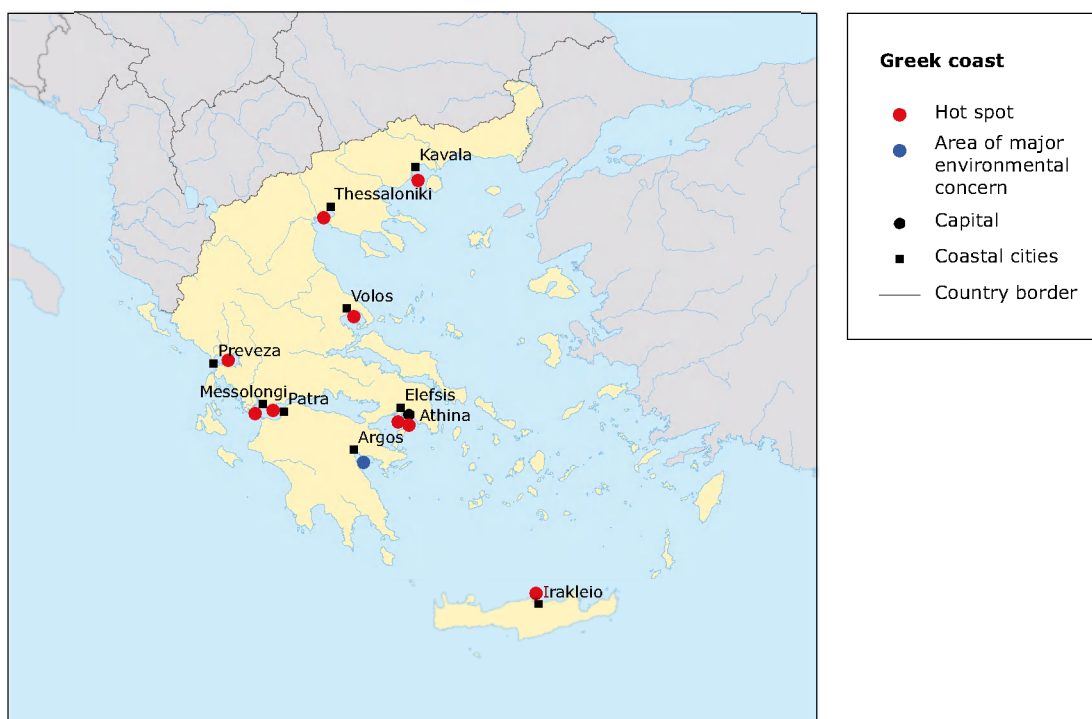 Kavala
Thessaloniki
Volos
Preveza
Messolongi
Patra
Elefsis
Athina
Argos
Irakleio
Greek coast
Hot spot
Area of major
environmental
concern
Capital
Coastal cities
Country border